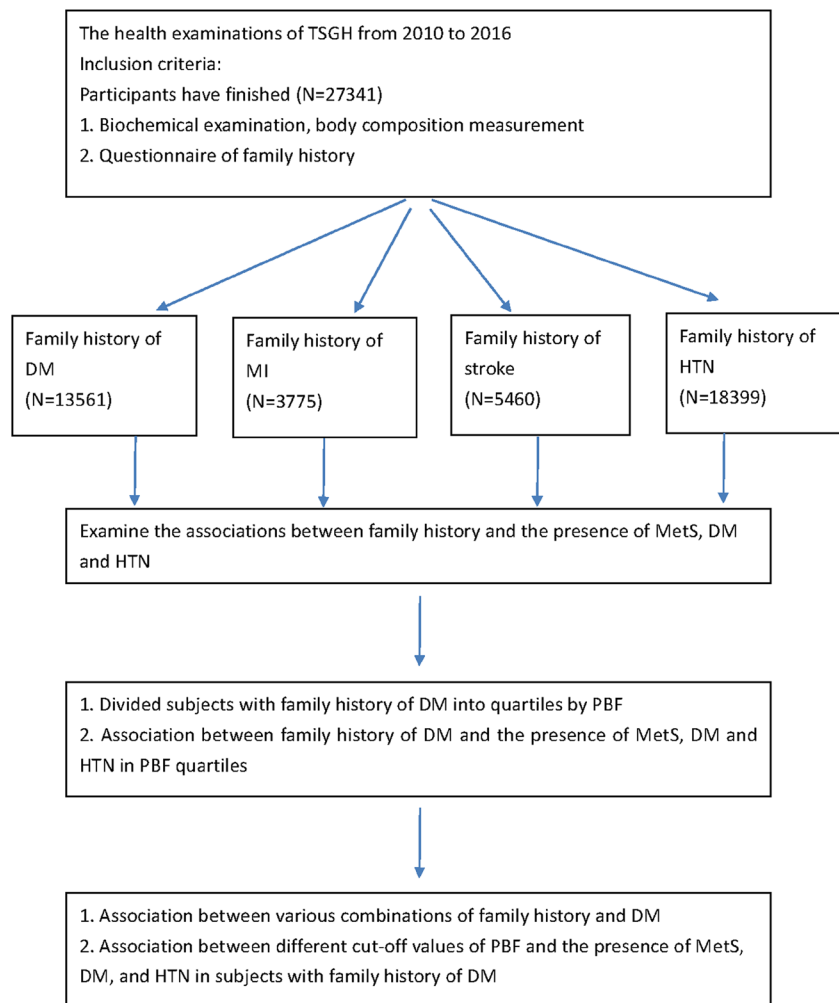 The health examinations of TSGH from 2010 to 2016
Inclusion criteria:
Participants have finished (N=27341)
1. Biochemical examination, body composition measurement
2. Questionnaire of family history
Family history of
DM
(N=13561)
Family history of
MI
(N=3775)
Family history of
stroke
(N=5460)
Family history of
HTN
(N=18399)
Examine the associations between family history and the presence of MetS, DM
and HTN
1. Divided subjects with family history of DM into quartiles by PBF
2. Association between family history of DM and the presence of MetS, DM and
HTN in PBF quartiles
1. Association between various combinations of family history and DM
2. Association between different cut-off values of PBF and the presence of MetS,
DM, and HTN in subjects with family history of DM